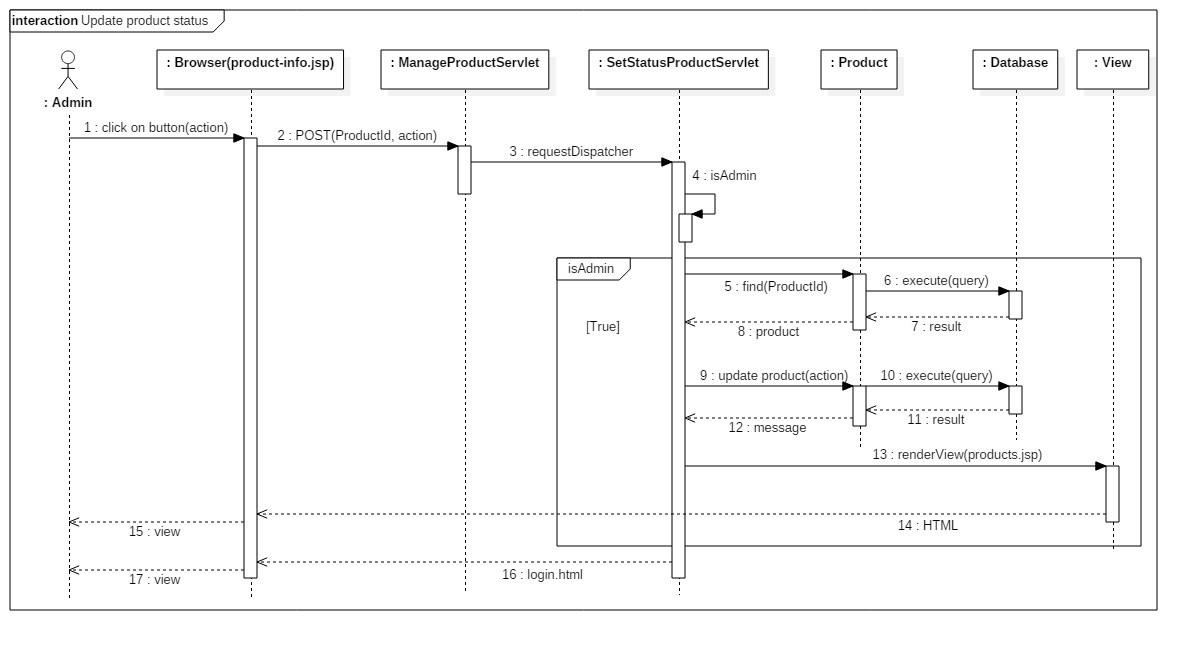 interaction Update product status
: Admin
: Browser(product-info.jsp)
: ManageProductServlet
: SetStatusProductServlet
: Product
: Database
: View
1 : click on button(action)
2 : POST(ProductId, action)
3 : requestDispatcher
4 : isAdmin
isAdmin
[True]
5 : find(ProductId)
6 : execute(query)
7 : result
8 : product
9 : update product(action)
10 : execute(query)
11 : result
12 : message
13 : renderView(products.jsp)
14 : HTML
15 : view
16 : login.html
17 : view